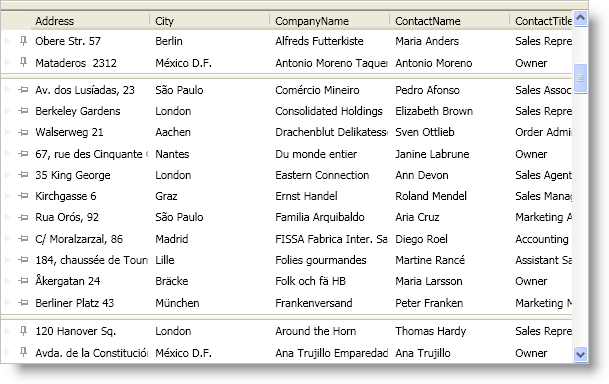 Address City CompanyName ContactName ContactTitle
Obere Str. 57 Berlin Alfreds Futterkiste Maria Anders Sales Repre
Mataderos 2312 México D.F. Antonio Moreno Taquer Antonio Moreno Owner
Av. dos Lusíadas, 23 São Paulo Comércio Mineiro Pedro Afonso Sales Assoc
Berkeley Gardens London Consolidated Holdings Elizabeth Brown Sales Repre
Walserweg 21 Aachen Drachenblut Delikatess Sven Ottlieb Order Admi
67, rue des Cinquante Nantes Du monde entier Janine Labrune Owner
35 King George London Eastern Connection Ann Devon Sales Agent
Kirchgasse 6 Graz Ernst Handel Roland Mendel Sales Manag
Rua Orós, 92 São Paulo Familia Arquibaldo Aria Cruz Marketing A
C/ Moralzarzal, 86 Madrid FISSA Fabrica Inter. Sa Diego Roel Accounting
184, chaussée de Tour Lille Folies gourmandes Martine Rancé Assistant Sa
Åkergatan 24 Bräcke Folk och fä HB Maria Larsson Owner
Berliner Platz 43 München Frankenversand Peter Franken Marketing M
120 Hanover Sq. London Around the Horn Thomas Hardy Sales Repre
Avda. de la Constitución México D.F. Ana Trujillo Emparedad Ana Trujillo Owner